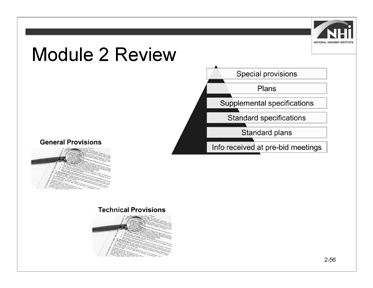 NHI
NATIONAL HIGHWAY INSTITUTE
Module 2 Review
Special provisions
Plans
Supplemental specifications
Standard specifications
Standard plans
Info received at pre-bid meetings
General Provisions
Technical Provisions
2-56